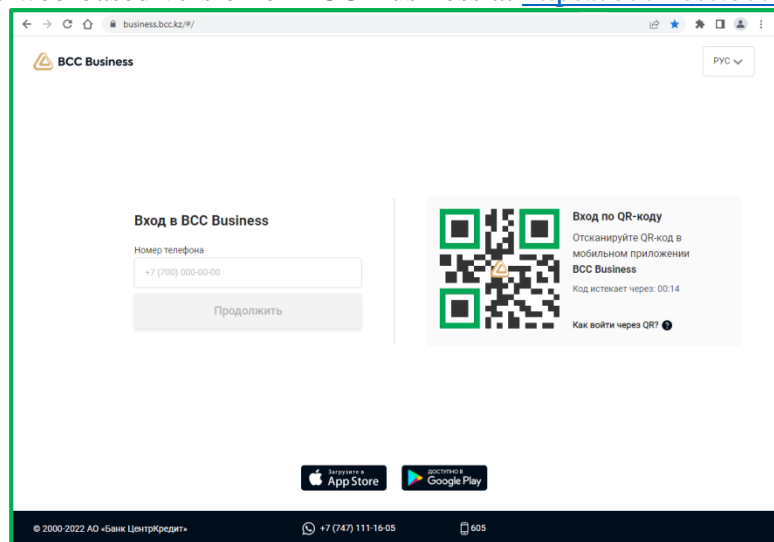 business.bcc.kz/#/
BCC Business
РУС
Вход в BCC Business
Номер телефона
+7 (700) 000-00-00
Продолжить
Вход по QR-коду
Отсканируйте QR-код в
мобильном приложении
BCC Business
Код истекает через: 00:14
Как войти через QR?
Загрузите в
App Store
ДОСТУПНО В
Google Play
© 2000-2022 АО «Банк ЦентрКредит»
+7 (747) 111-16-05
605